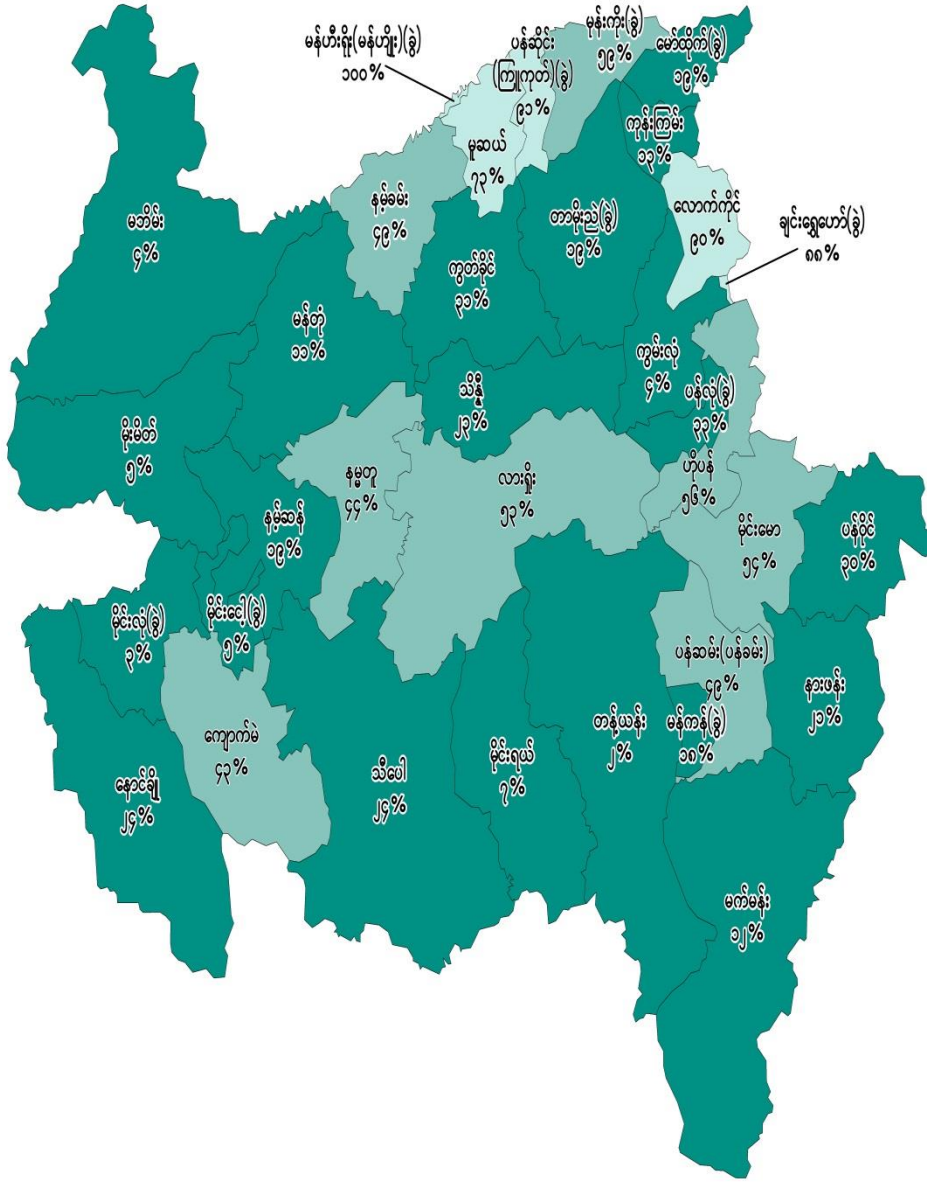 မန်ဟီးရိုး(မန်ဟျိုး)(ခွဲ)
၁၀၀%
ပန်ဆိုင်း
(ကြူကုတ်)(ခွဲ)
၉၁%
မုန်းကိုး(ခွဲ)
၅၉%
မောထိုက်(ခွဲ)
၁၉%
ကုန်းကြမ်း
၁၃%
မူဆယ်
၇၃%
နမ့်ခမ်း
၄၉%
မဘိမ်း
၄%
တာမိုးညဲ(ခွဲ)
၁၉%
လောက်ကိုင်
၉၀%
ချင်းရွှေဟော်(ခွဲ)
၈၈%
ကွတ်ခိုင်
၃၁%
မန်တုံ
၁၁%
ကွမ်းလုံ
၄%
သိန္နီ
၂၃%
ပန်လုံ(ခွဲ)
၃၃%
မိုးမိတ်
၅%
နမ္မတူ
၄၄%
လားရှိုး
၅၃%
ဟိုပန်
၅၆%
နမ့်ဆန်
၁၉%
မိုင်းမော
၅၄%
ပန်ဝိုင်
၃၀%
မိုင်းလုံ(ခွဲ)
၃%
မိုင်းငေါ့(ခွဲ)
၅%
ပန်ဆမ်း(ပန်ခမ်း)
၄၉%
နားဖန်း
၂၁%
ကျောက်မဲ
၄၃%
မန်ကန်(ခွဲ)
၁၈%
တန့်ယန်း
၂%
မိုင်းရယ်
၇%
သီပေါ
၂၄%
နောင်ချို
၂၄%
မက်မန်း
၁၂%